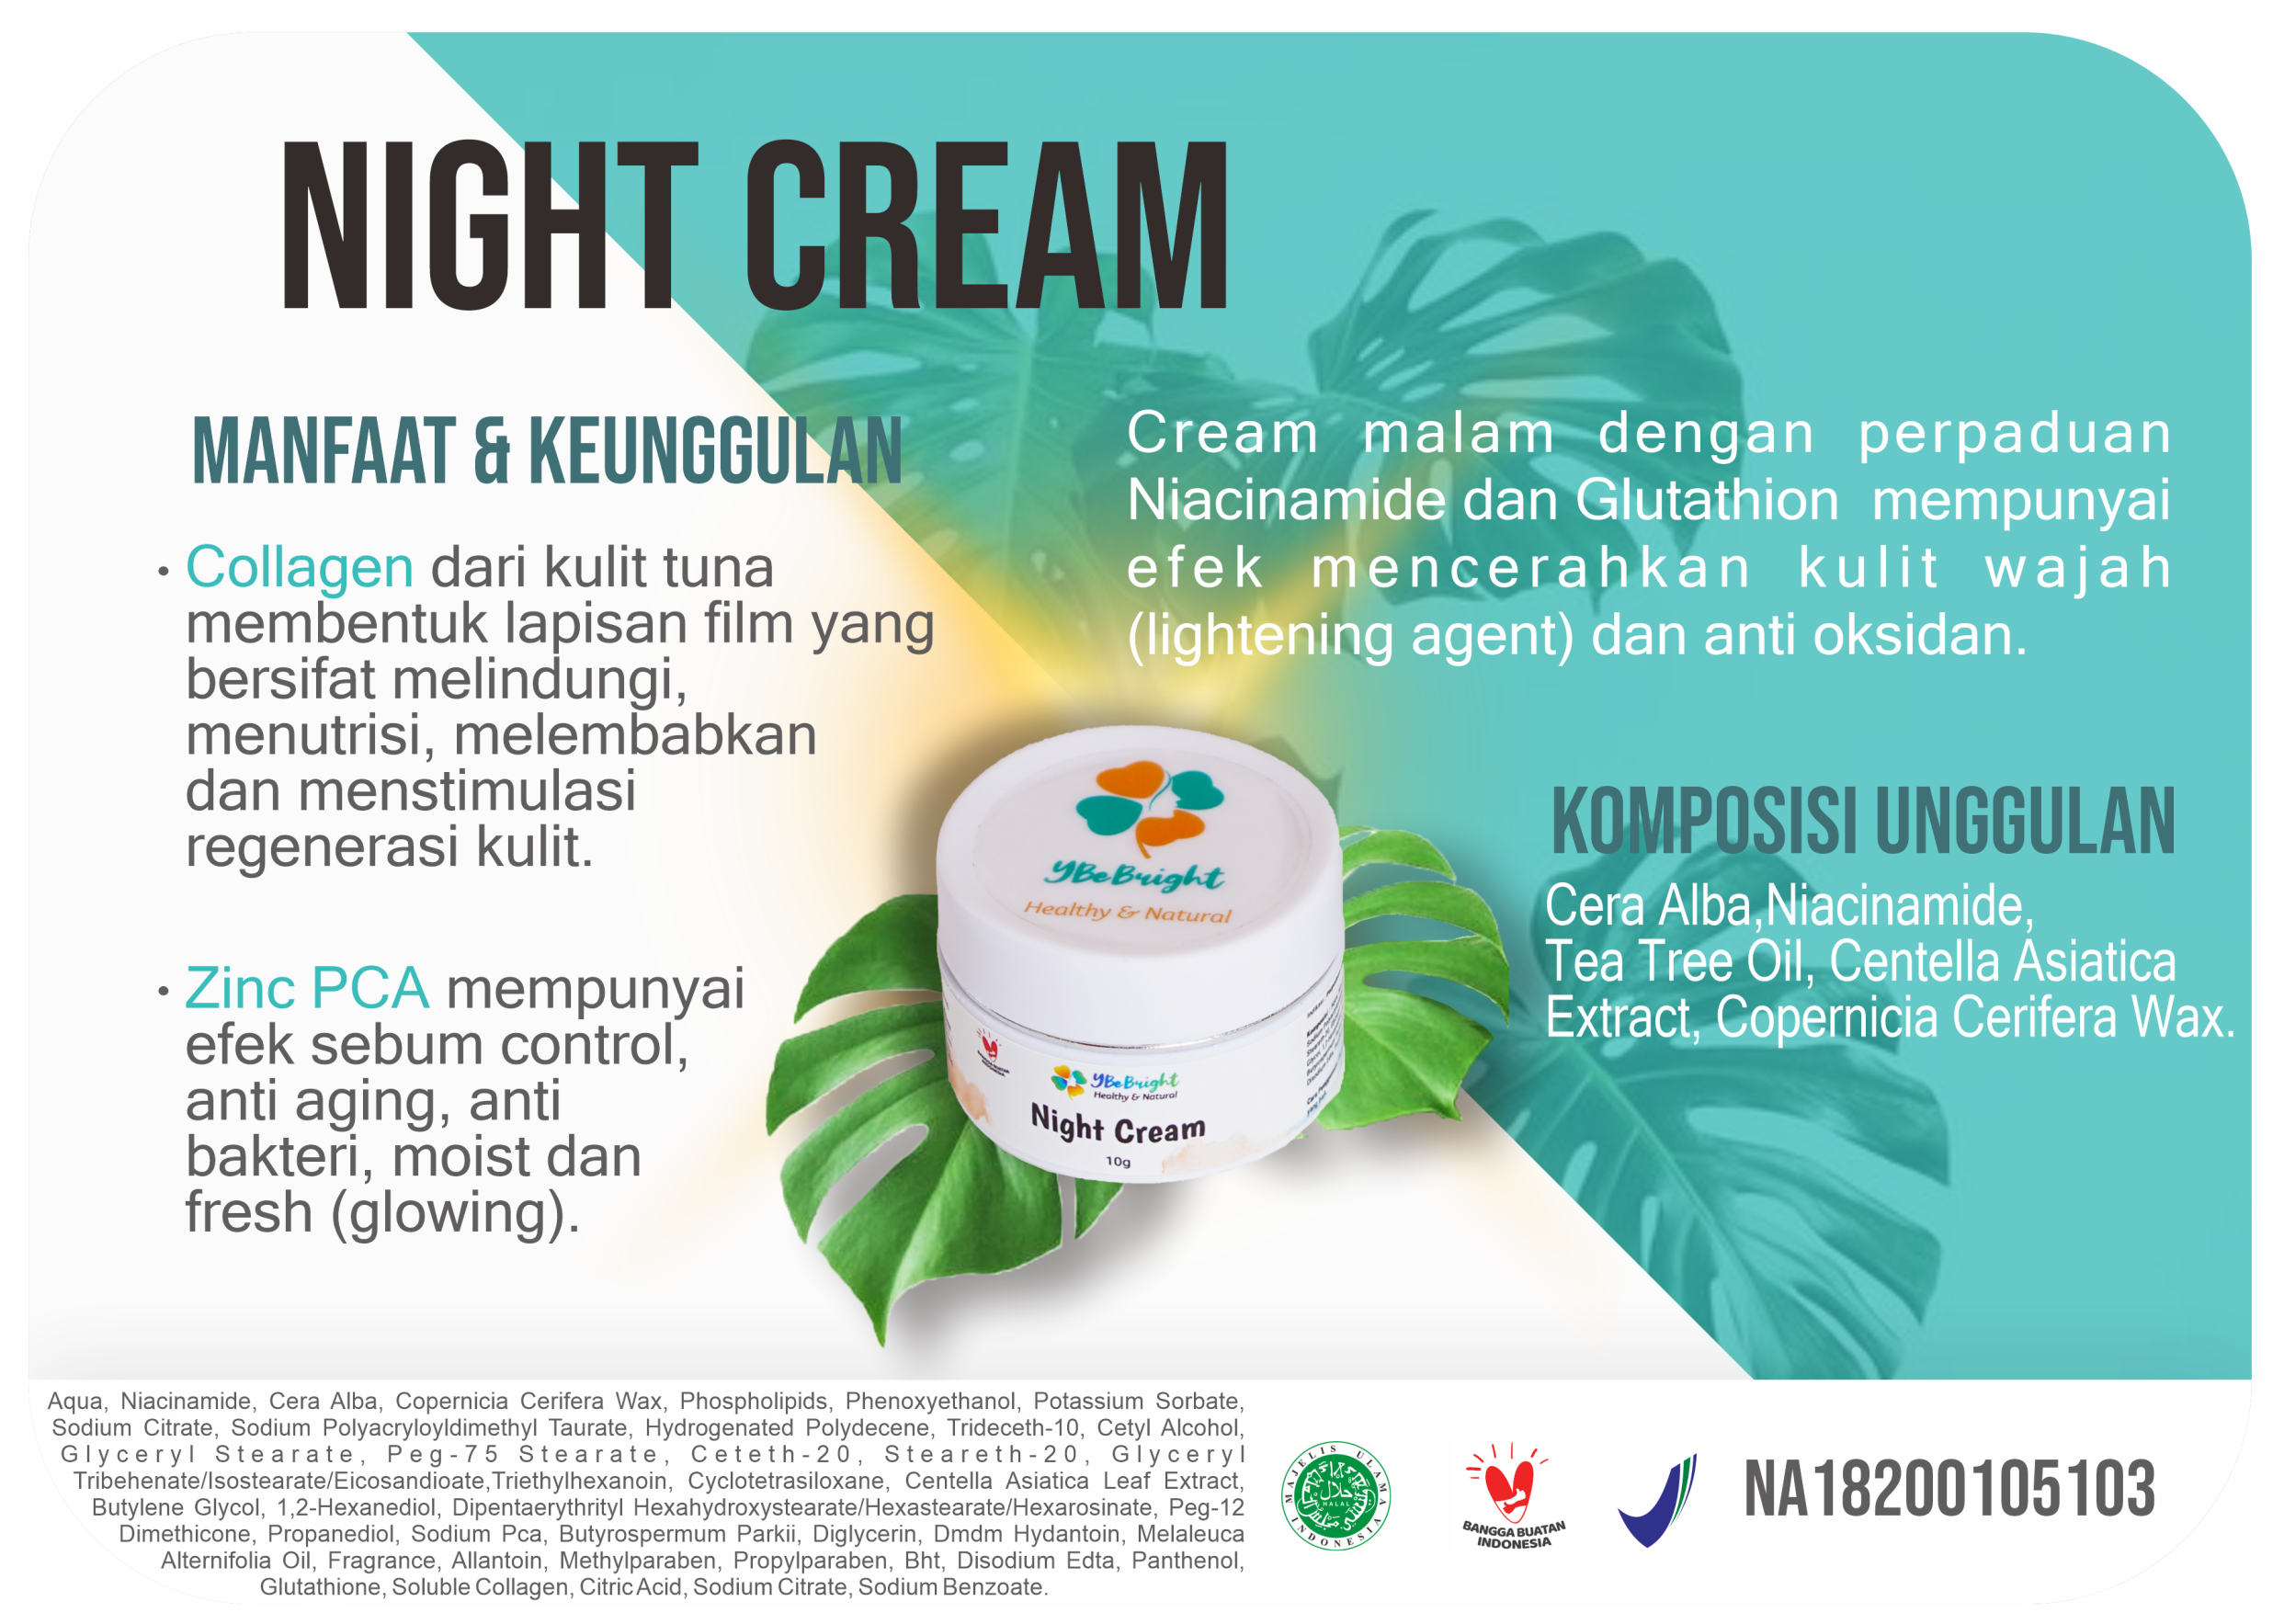 NIGHT CREAM
MANFAAT & KEUNGGULAN
• Collagen dari kulit tuna
membentuk lapisan film yang
bersifat melindungi,
menutrisi, melembabkan
dan menstimulasi
regenerasi kulit.
• Zinc PCA mempunyai
efek sebum control,
anti aging, anti
bakteri, moist dan
fresh (glowing).
Cream malam dengan perpaduan
Niacinamide dan Glutathion mempunyai
efek mencerahkan kulit wajah
(lightening agent) dan anti oksidan.
KOMPOSISI UNGGULAN
Cera Alba,Niacinamide,
Tea Tree Oil, Centella Asiatica
Extract, Copernicia Cerifera Wax.
YBeBright
Healthy & Natural
YBeBright
Healthy & Natural
Night Cream
10g
Aqua, Niacinamide, Cera Alba, Copernicia Cerifera Wax, Phospholipids, Phenoxyethanol, Potassium Sorbate,
Sodium Citrate, Sodium Polyacryloyldimethyl Taurate, Hydrogenated Polydecene, Trideceth-10, Cetyl Alcohol,
Glyceryl Stearate, Peg-75 Stearate, Ceteth-20, Steareth-20, Glyceryl
Tribehenate/Isostearate/Eicosandioate,Triethylhexanoin, Cyclotetrasiloxane, Centella Asiatica Leaf Extract,
Butylene Glycol, 1,2-Hexanediol, Dipentaerythrityl Hexahydroxystearate/Hexastearate/Hexarosinate, Peg-12
Dimethicone, Propanediol, Sodium Pca, Butyrospermum Parkii, Diglycerin, Dmdm Hydantoin, Melaleuca
Alternifolia Oil, Fragrance, Allantoin, Methylparaben, Propylparaben, Bht, Disodium Edta, Panthenol,
Glutathione, Soluble Collagen, Citric Acid, Sodium Citrate, Sodium Benzoate.
MAJELIS ULAMA INDONESIA
حلال
HALAL
BANGGA BUATAN
INDONESIA
NA18200105103